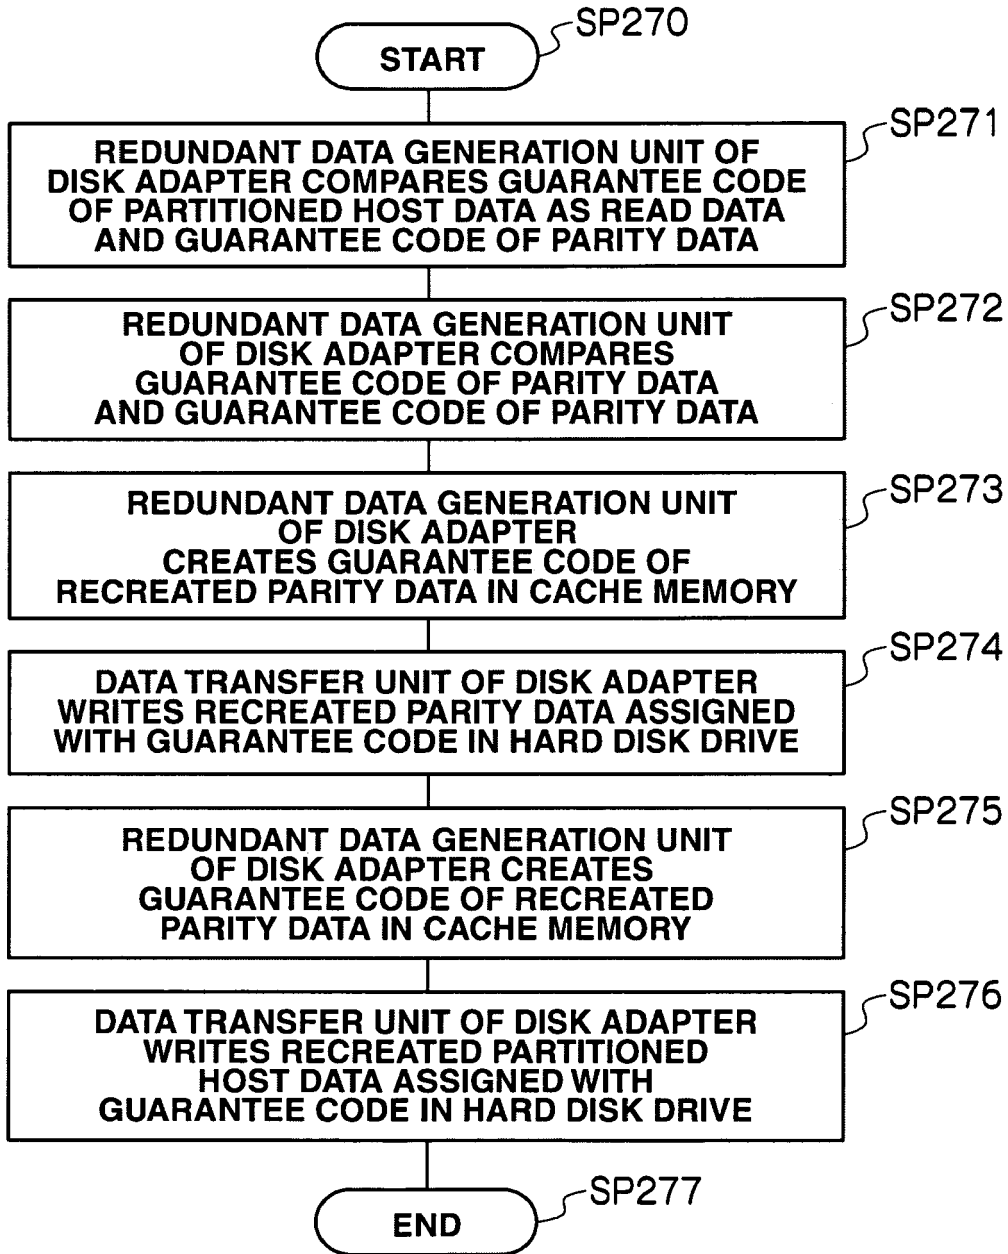 SP270
START
SP271
REDUNDANT DATA GENERATION UNIT OF
DISK ADAPTER COMPARES GUARANTEE CODE
OF PARTITIONED HOST DATA AS READ DATA
AND GUARANTEE CODE OF PARITY DATA
SP272
REDUNDANT DATA GENERATION UNIT
OF DISK ADAPTER COMPARES
GUARANTEE CODE OF PARITY DATA
AND GUARANTEE CODE OF PARITY DATA
SP273
REDUNDANT DATA GENERATION UNIT
OF DISK ADAPTER
CREATES GUARANTEE CODE OF
RECREATED PARITY DATA IN CACHE MEMORY
SP274
DATA TRANSFER UNIT OF DISK ADAPTER
WRITES RECREATED PARITY DATA ASSIGNED
WITH GUARANTEE CODE IN HARD DISK DRIVE
SP275
REDUNDANT DATA GENERATION UNIT
OF DISK ADAPTER CREATES
GUARANTEE CODE OF RECREATED
PARITY DATA IN CACHE MEMORY
SP276
DATA TRANSFER UNIT OF DISK ADAPTER
WRITES RECREATED PARTITIONED
HOST DATA ASSIGNED WITH
GUARANTEE CODE IN HARD DISK DRIVE
SP277
END